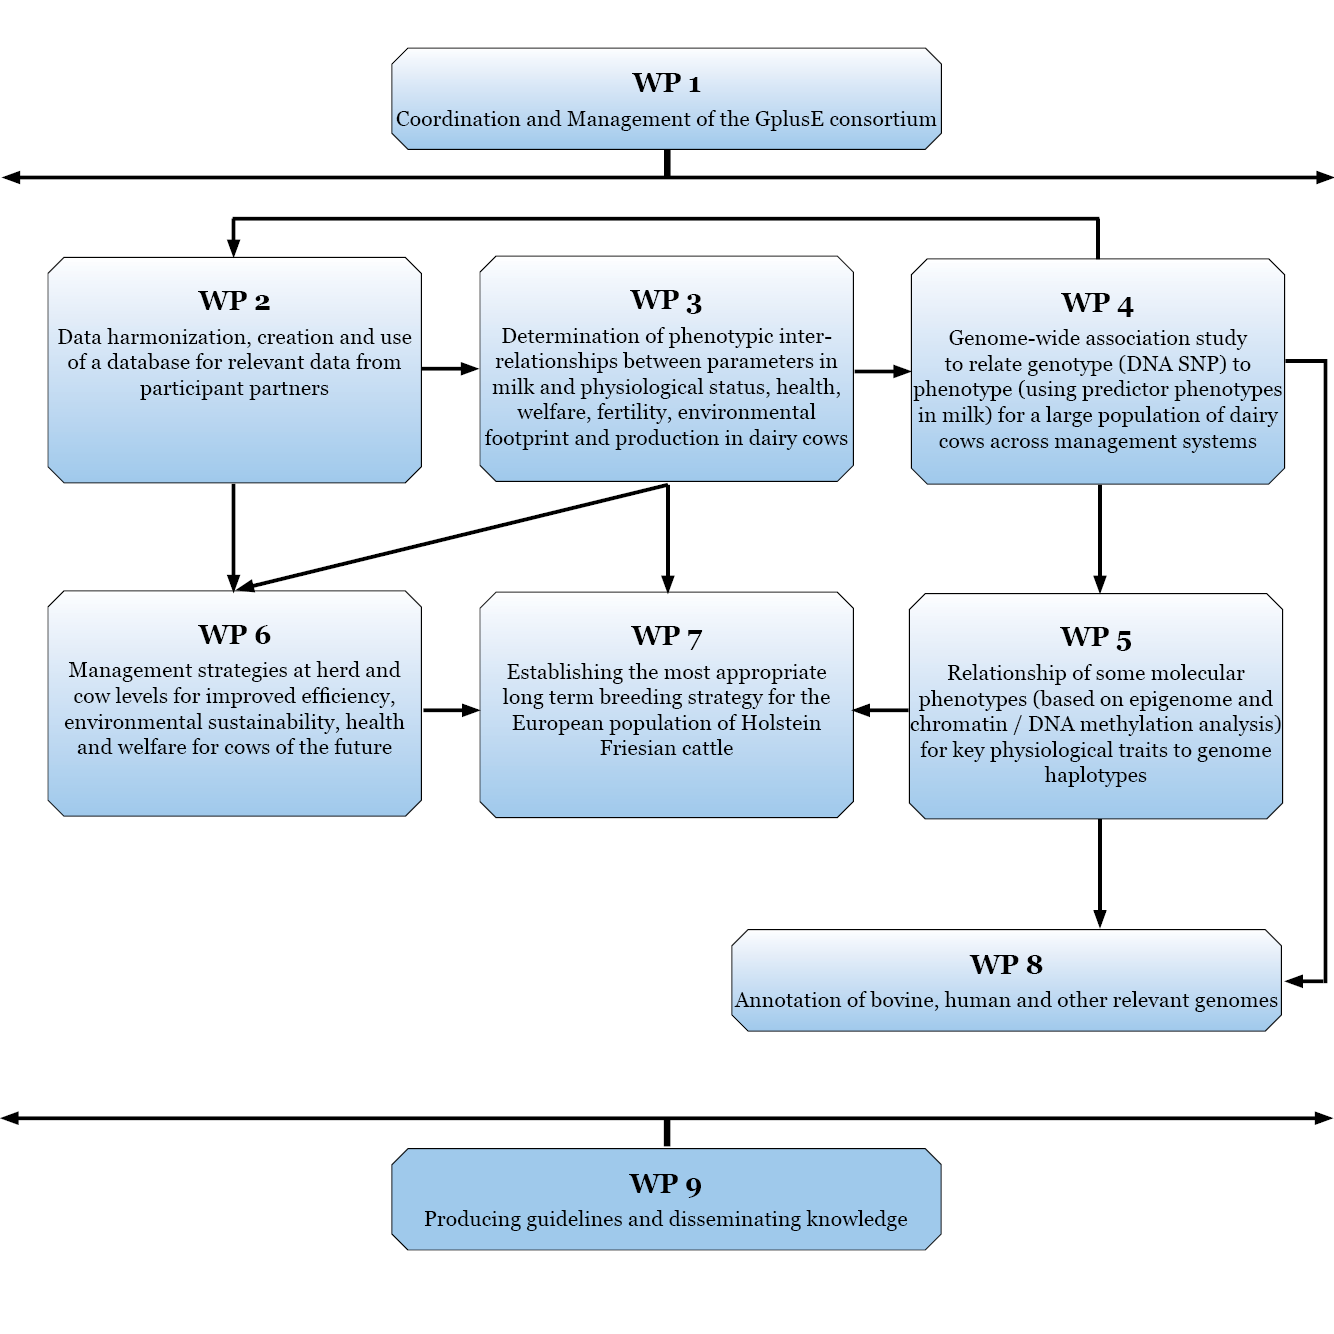 WP 1
Coordination and Management of the GplusE consortium
WP 2
Data harmonization, creation and use
of a database for relevant data from
participant partners
WP 3
Determination of phenotypic inter-
relationships between parameters in
milk and physiological status, health,
welfare, fertility, environmental
footprint and production in dairy cows
WP 4
Genome-wide association study
to relate genotype (DNA SNP) to
phenotype (using predictor phenotypes
in milk) for a large population of dairy
cows across management systems
WP 6
Management strategies at herd and
cow levels for improved efficiency,
environmental sustainability, health
and welfare for cows of the future
WP 7
Establishing the most appropriate
long term breeding strategy for the
European population of Holstein
Friesian cattle
WP 5
Relationship of some molecular
phenotypes (based on epigenome and
chromatin / DNA methylation analysis)
for key physiological traits to genome
haplotypes
WP 8
Annotation of bovine, human and other relevant genomes
WP 9
Producing guidelines and disseminating knowledge